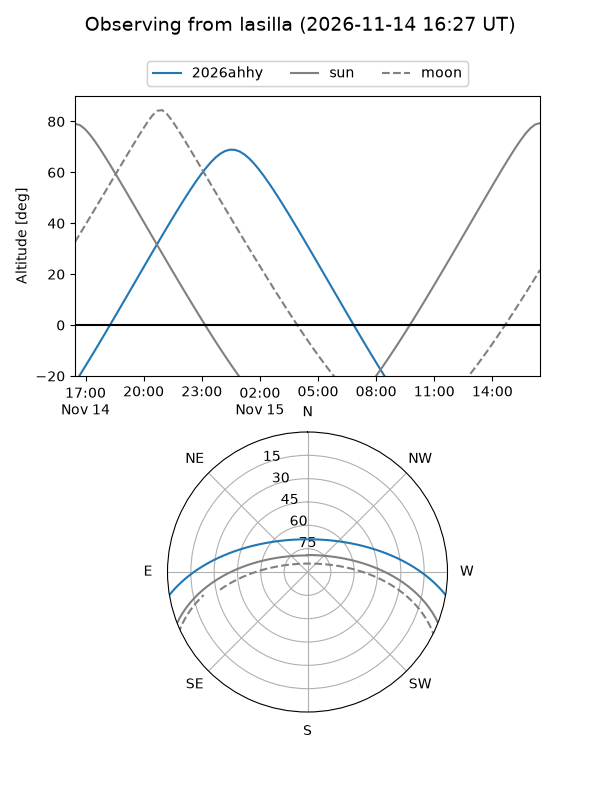 Observing from lasilla (2026-11-14 16:27 UT)
2026ahhy sun moon
Altitude [deg]
80
60
40
20
0
−20
17:00 20:00 23:00 02:00 05:00 08:00 11:00 14:00
Nov 14 Nov 15
N
NE NW
15
30
45
60
75
E W
SE SW
S